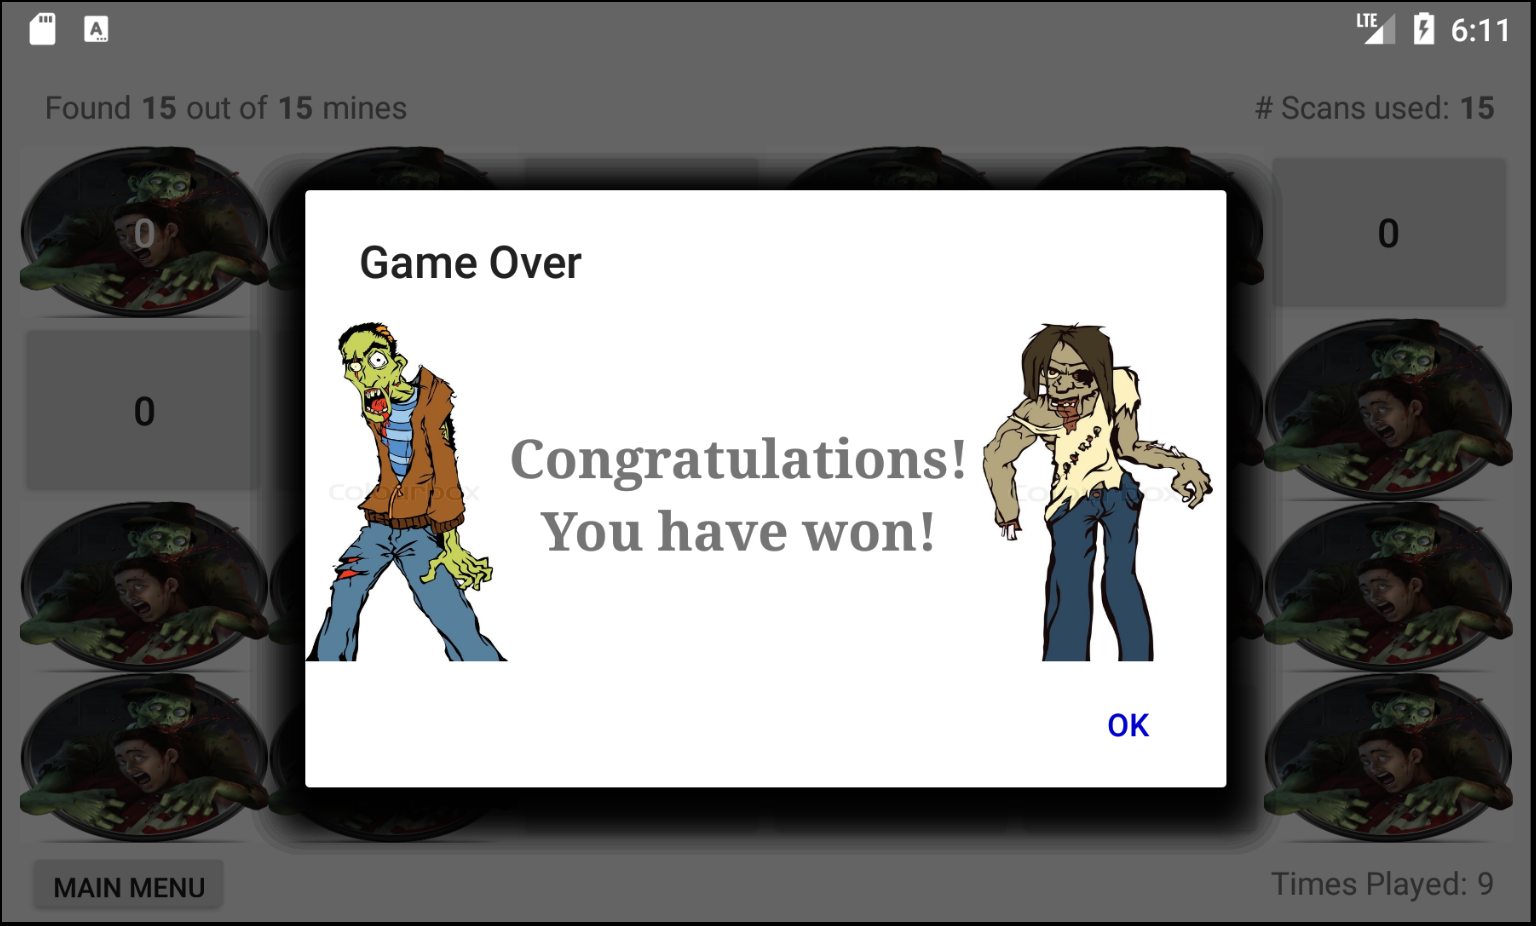 LTE 6:11
Found 15 out of 15 mines
# Scans used: 15
0
0
Game Over
0
Congratulations!
Colourbox
You have won!
OK
MAIN MENU
Times Played: 9